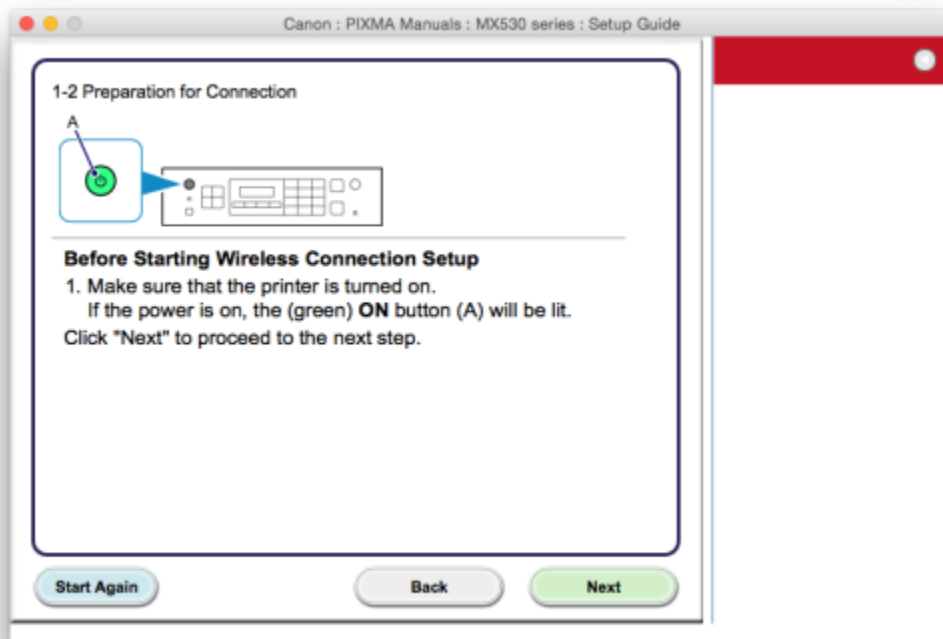 Canon : PIXMA Manuals : MX530 series : Setup Guide
1-2 Preparation for Connection
A
Before Starting Wireless Connection Setup
1. Make sure that the printer is turned on.
If the power is on, the (green) ON button (A) will be lit.
Click "Next" to proceed to the next step.
Start Again
Back
Next